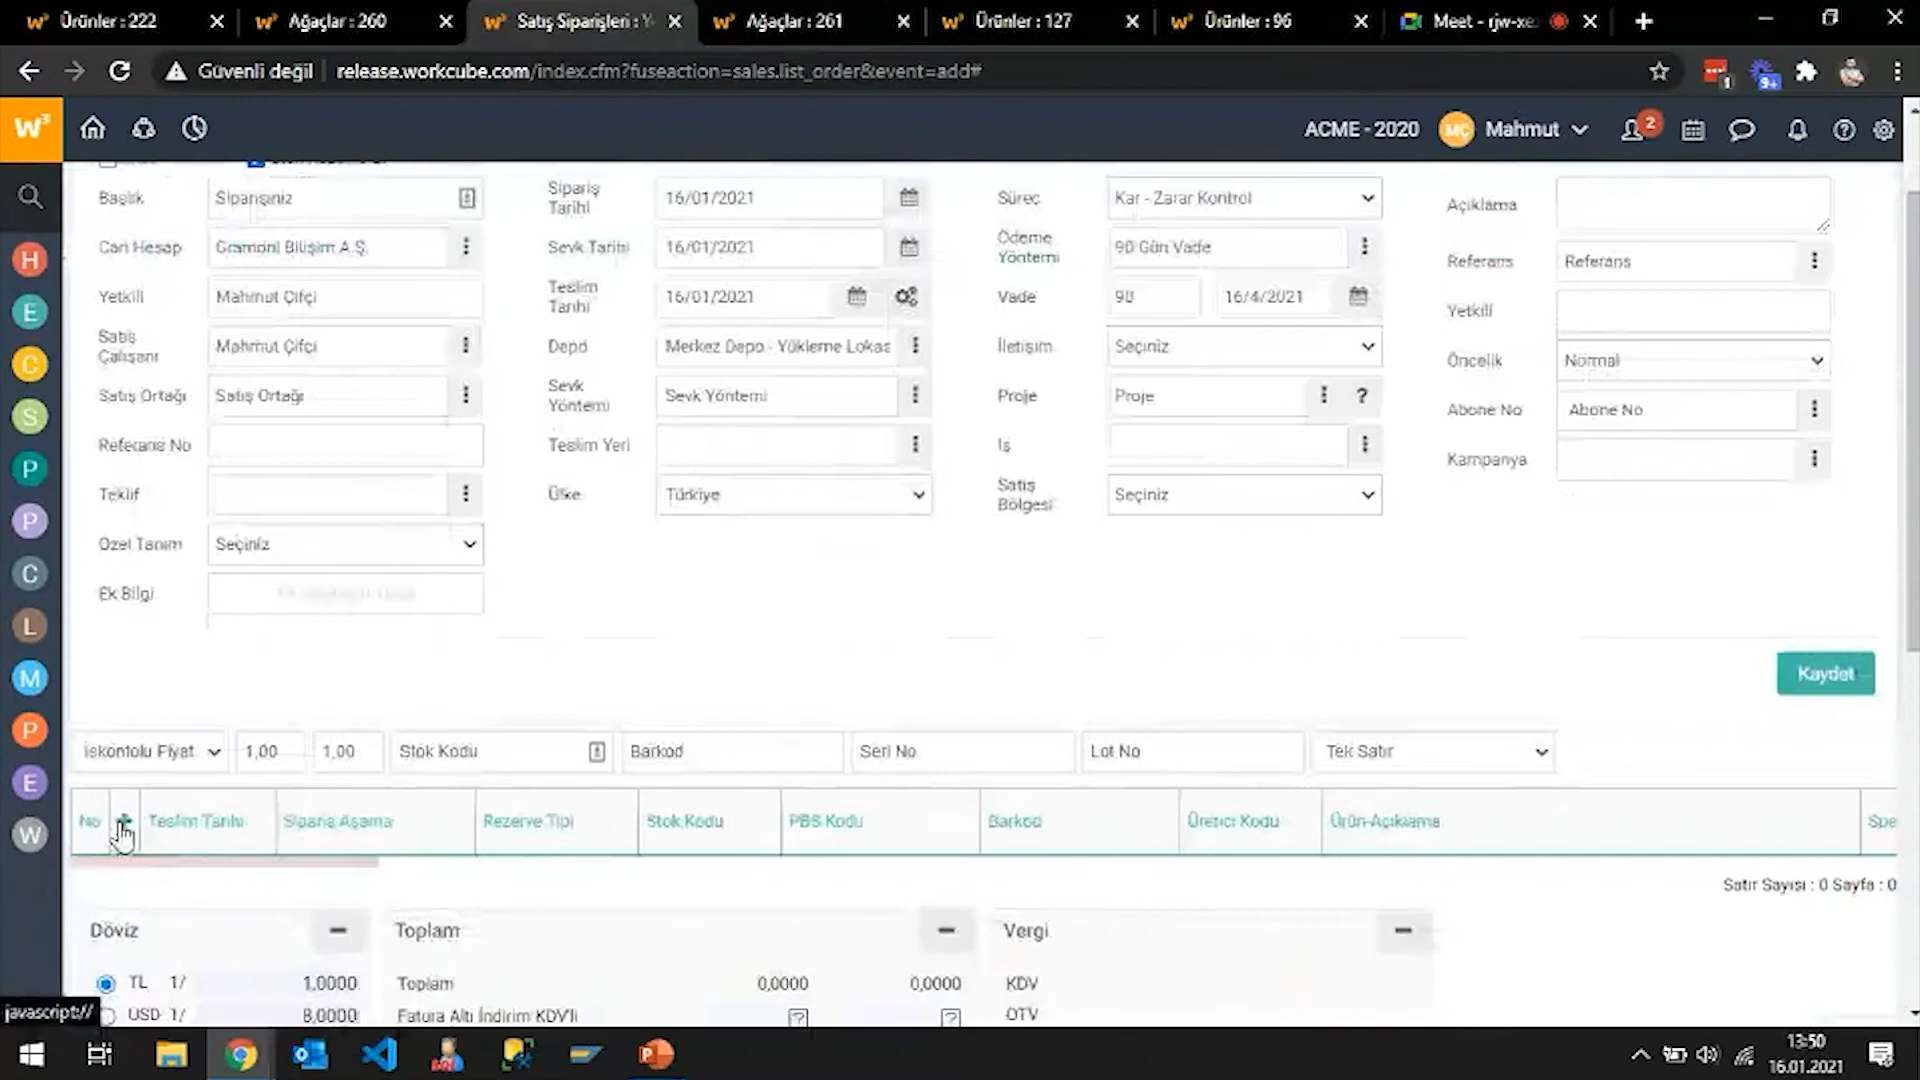 Ürünler : 222
Ağaçlar : 260
Satış Siparişleri : Y
Ağaçlar : 261
Ürünler : 127
Ürünler : 96
Meet - rjw-xe
Güvenli değil
release.workcube.com/index.cfm?fuseaction=sales.list_order&event=add#
1
9+
W³
ACME - 2020
MÇ
Mahmut
2
Başlık
Siparişiniz
Sipariş Tarihi
16/01/2021
Süreç
Kar - Zarar Kontrol
Açıklama
Cari Hesap
Gramoni Bilişim A.Ş.
Sevk Tarihi
16/01/2021
Ödeme Yöntemi
90 Gün Vade
Referans
Referans
Yetkili
Mahmut Çifçi
Teslim Tarihi
16/01/2021
Vade
90
16/4/2021
Yetkili
Satış Çalışanı
Mahmut Çifçi
Depo
Merkez Depo - Yükleme Lokas
İletişim
Seçiniz
Öncelik
Normal
Satış Ortağı
Satış Ortağı
Sevk Yöntemi
Sevk Yöntemi
Proje
Proje
?
Abone No
Abone No
Referans No
Teslim Yeri
İş
Kampanya
Teklif
Ülke
Türkiye
Satış Bölgesi
Seçiniz
Özel Tanım
Seçiniz
Ek Bilgi
Kaydet
İskontolu Fiyat
1,00
1,00
Stok Kodu
Barkod
Seri No
Lot No
Tek Satır
No
Teslim Tarihi
Sipariş Aşama
Rezerve Tipi
Stok Kodu
PBS Kodu
Barkod
Üretici Kodu
Ürün-Açıklama
Spe
Satır Sayısı : 0 Sayfa : 0
Döviz
Toplam
Vergi
TL 1/
1,0000
Toplam
0,0000
0,0000
KDV
USD 1/
8,0000
Fatura Altı İndirim KDV'li
ÖTV
javascript://
H
E
C
S
P
P
C
L
M
P
E
W
13:50
16.01.2021